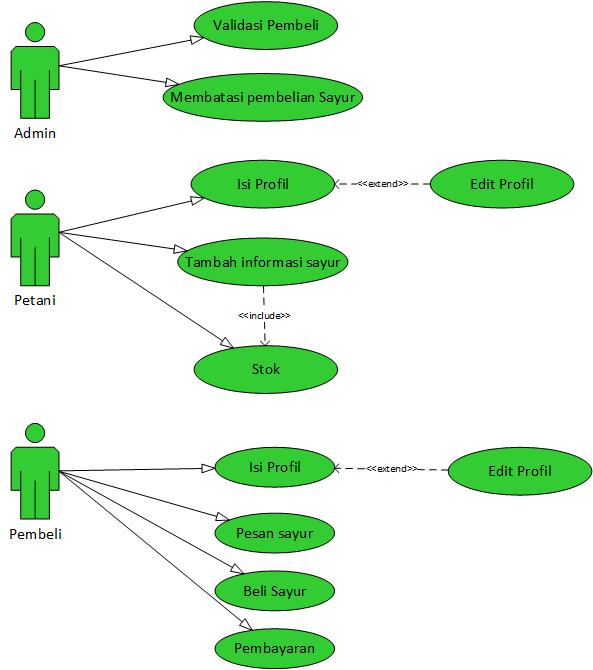 Validasi Pembeli
Membatasi pembelian Sayur
Admin
Isi Profil
<<extend>>
Edit Profil
Tambah informasi sayur
Petani
<<include>>
Stok
Isi Profil
<<extend>>
Edit Profil
Pembeli
Pesan sayur
Beli Sayur
Pembayaran